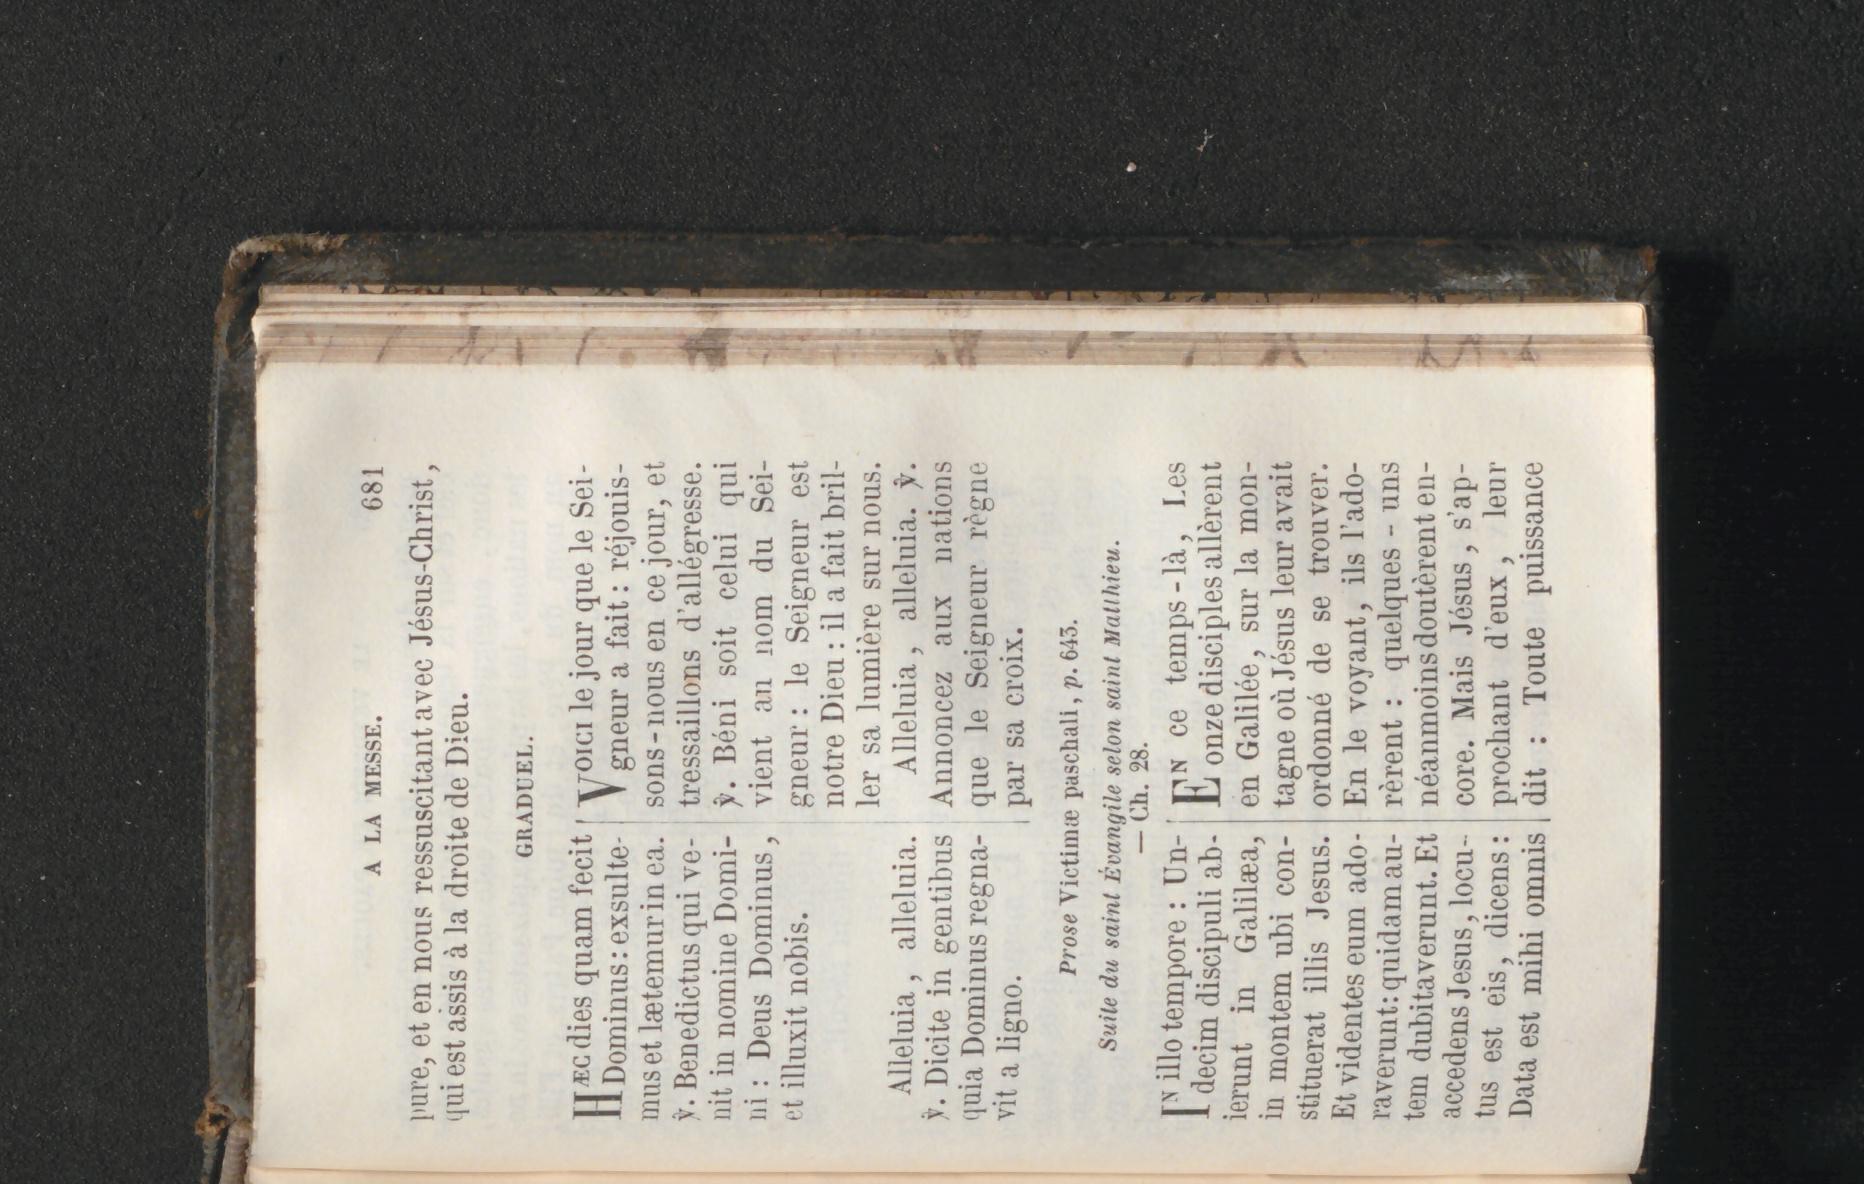 A LA MESSE. 681
pure, et en nous ressuscitant avec Jésus-Christ,
qui est assis à la droite de Dieu.
GRADUEL.
HÆC dies quam fecit
Dominus: exsulte-
mus et lætemur in ea.
℣. Benedictus qui ve-
nit in nomine Domi-
ni : Deus Dominus,
et illuxit nobis.
Alleluia, alleluia.
℣. Dicite in gentibus
quia Dominus regna-
vit a ligno.
VOICI le jour que le Sei-
gneur a fait : réjouis-
sons-nous en ce jour, et
tressaillons d'allégresse.
℣. Béni soit celui qui
vient au nom du Sei-
gneur : le Seigneur est
notre Dieu : il a fait bril-
ler sa lumière sur nous.
Alleluia, alleluia. ℣.
Annoncez aux nations
que le Seigneur règne
par sa croix.
Prose Victimæ paschali, p. 643.
Suite du saint Évangile selon saint Matthieu.
— Ch. 28.
IN illo tempore : Un-
decim discipuli ab-
ierunt in Galilæa,
in montem ubi con-
stituerat illis Jesus.
Et videntes eum ado-
raverunt: quidam au-
tem dubitaverunt. Et
accedens Jesus, locu-
tus est eis, dicens :
Data est mihi omnis
EN ce temps-là, Les
onze disciples allèrent
en Galilée, sur la mon-
tagne où Jésus leur avait
ordonné de se trouver.
En le voyant, ils l'ado-
rèrent : quelques-uns
néanmoins doutèrent en-
core. Mais Jésus, s'ap-
prochant d'eux, leur
dit : Toute puissance